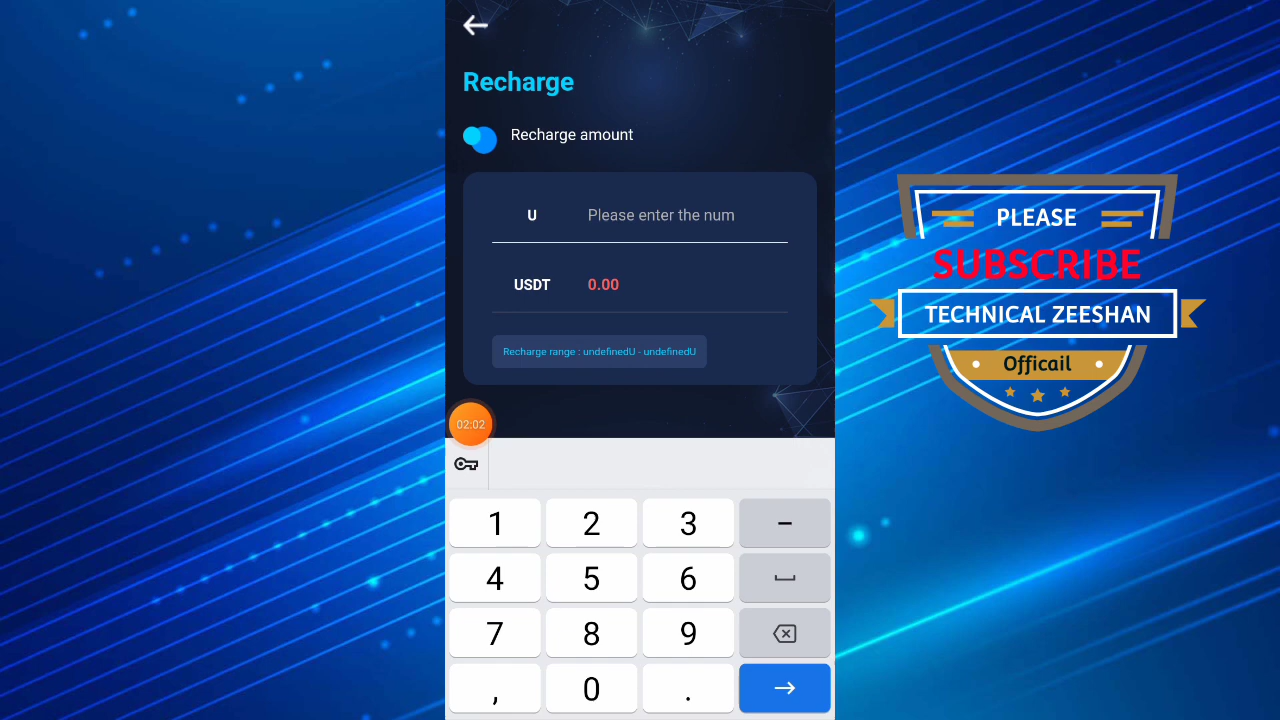 Recharge
Recharge amount
U Please enter the num
USDT 0.00
Recharge range : undefinedU - undefinedU
02:02
1 2 3 –
4 5 6
7 8 9
, 0 .
PLEASE
SUBSCRIBE
TECHNICAL ZEESHAN
Officail